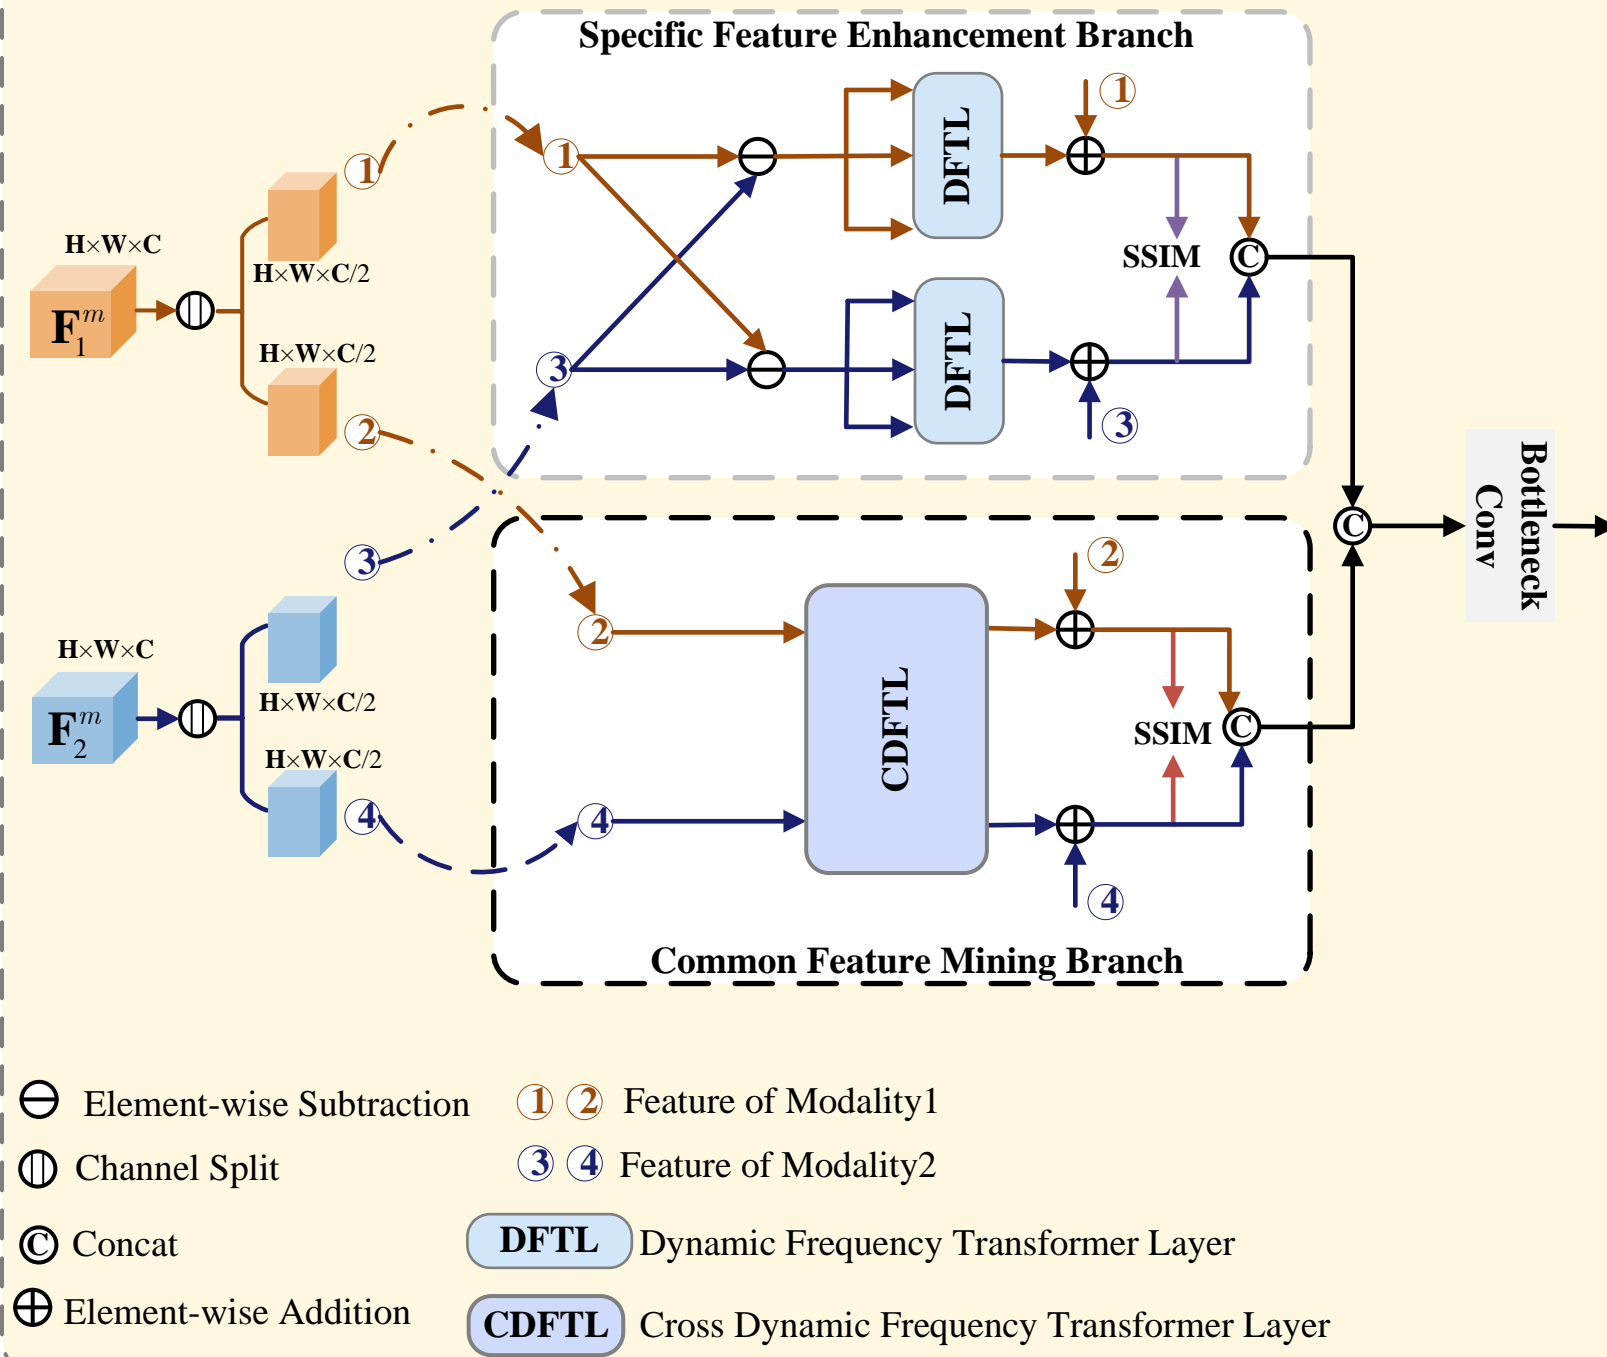 Specific Feature Enhancement Branch
1
1
1
DFTL
H×W×C
F₁ᵐ
H×W×C/2
H×W×C/2
SSIM
C
2
3
DFTL
3
3
Bottleneck
Conv
C
2
2
H×W×C
F₂ᵐ
H×W×C/2
H×W×C/2
CDFTL
SSIM
C
4
4
4
Common Feature Mining Branch
Element-wise Subtraction
1 2 Feature of Modality1
Channel Split
3 4 Feature of Modality2
C Concat
DFTL Dynamic Frequency Transformer Layer
Element-wise Addition
CDFTL Cross Dynamic Frequency Transformer Layer